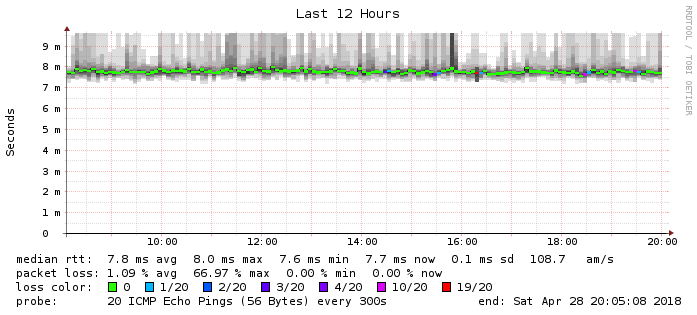 Last 12 Hours
RRDTOOL / TOBI OETIKER
Seconds
9 m
8 m
7 m
6 m
5 m
4 m
3 m
2 m
1 m
0
10:00 12:00 14:00 16:00 18:00 20:00
median rtt: 7.8 ms avg 8.0 ms max 7.6 ms min 7.7 ms now 0.1 ms sd 108.7 am/s
packet loss: 1.09 % avg 66.97 % max 0.00 % min 0.00 % now
loss color: 0 1/20 2/20 3/20 4/20 10/20 19/20
probe: 20 ICMP Echo Pings (56 Bytes) every 300s end: Sat Apr 28 20:05:08 2018